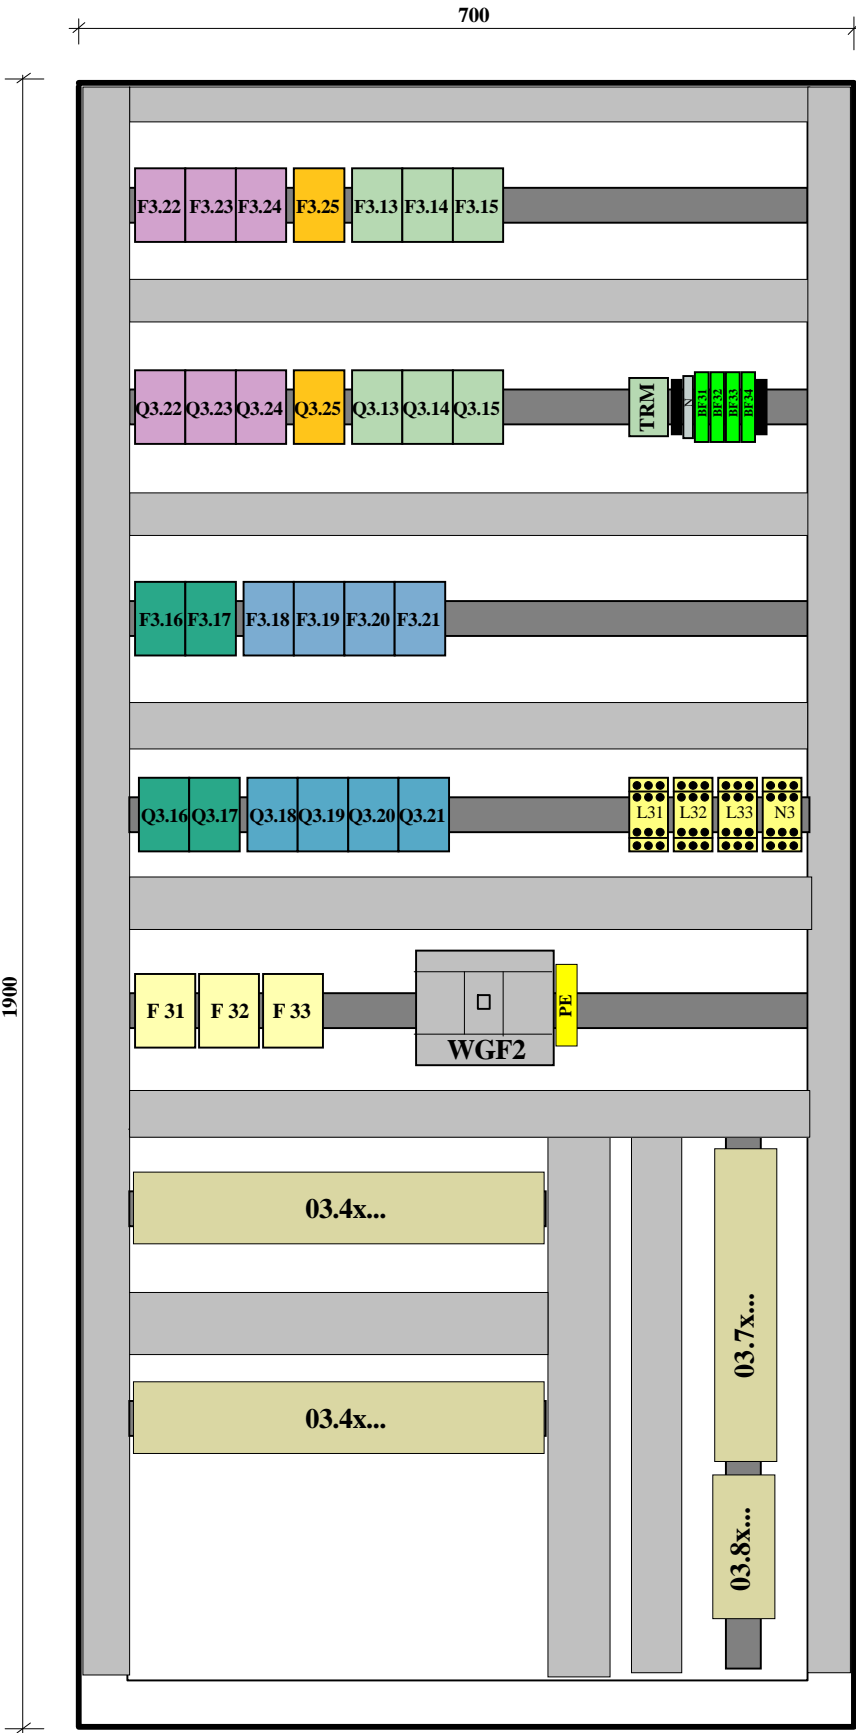 700
1900
F3.22 F3.23 F3.24 F3.25 F3.13 F3.14 F3.15
Q3.22 Q3.23 Q3.24 Q3.25 Q3.13 Q3.14 Q3.15 TRM N BF31 BF32 BF33 BF34
F3.16 F3.17 F3.18 F3.19 F3.20 F3.21
Q3.16 Q3.17 Q3.18 Q3.19 Q3.20 Q3.21 L31 L32 L33 N3
F 31 F 32 F 33 WGF2 PE
03.4x...
03.7x...
03.4x...
03.8x...